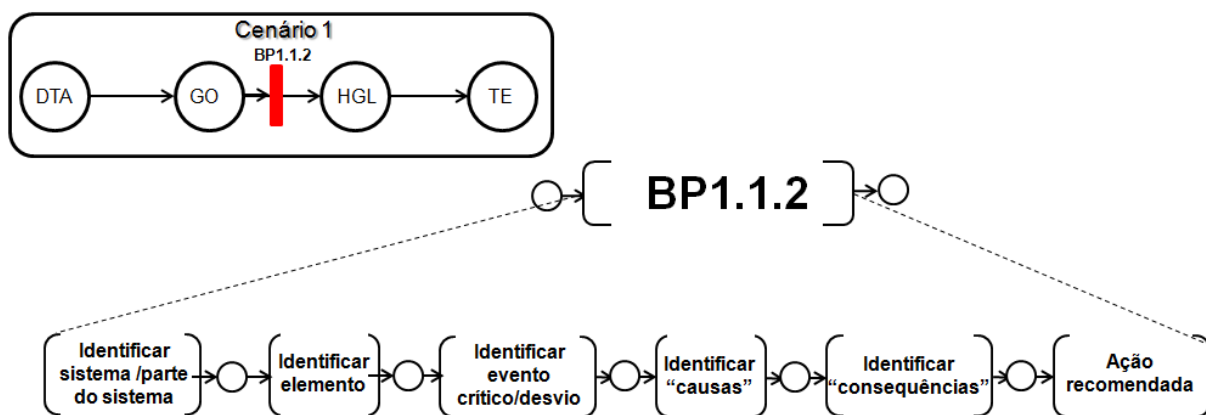 Cenário 1
BP1.1.2
DTA
GO
HGL
TE
BP1.1.2
Identificar
sistema /parte
do sistema
Identificar
elemento
Identificar
evento
crítico/desvio
Identificar
“causas”
Identificar
“consequências”
Ação
recomendada